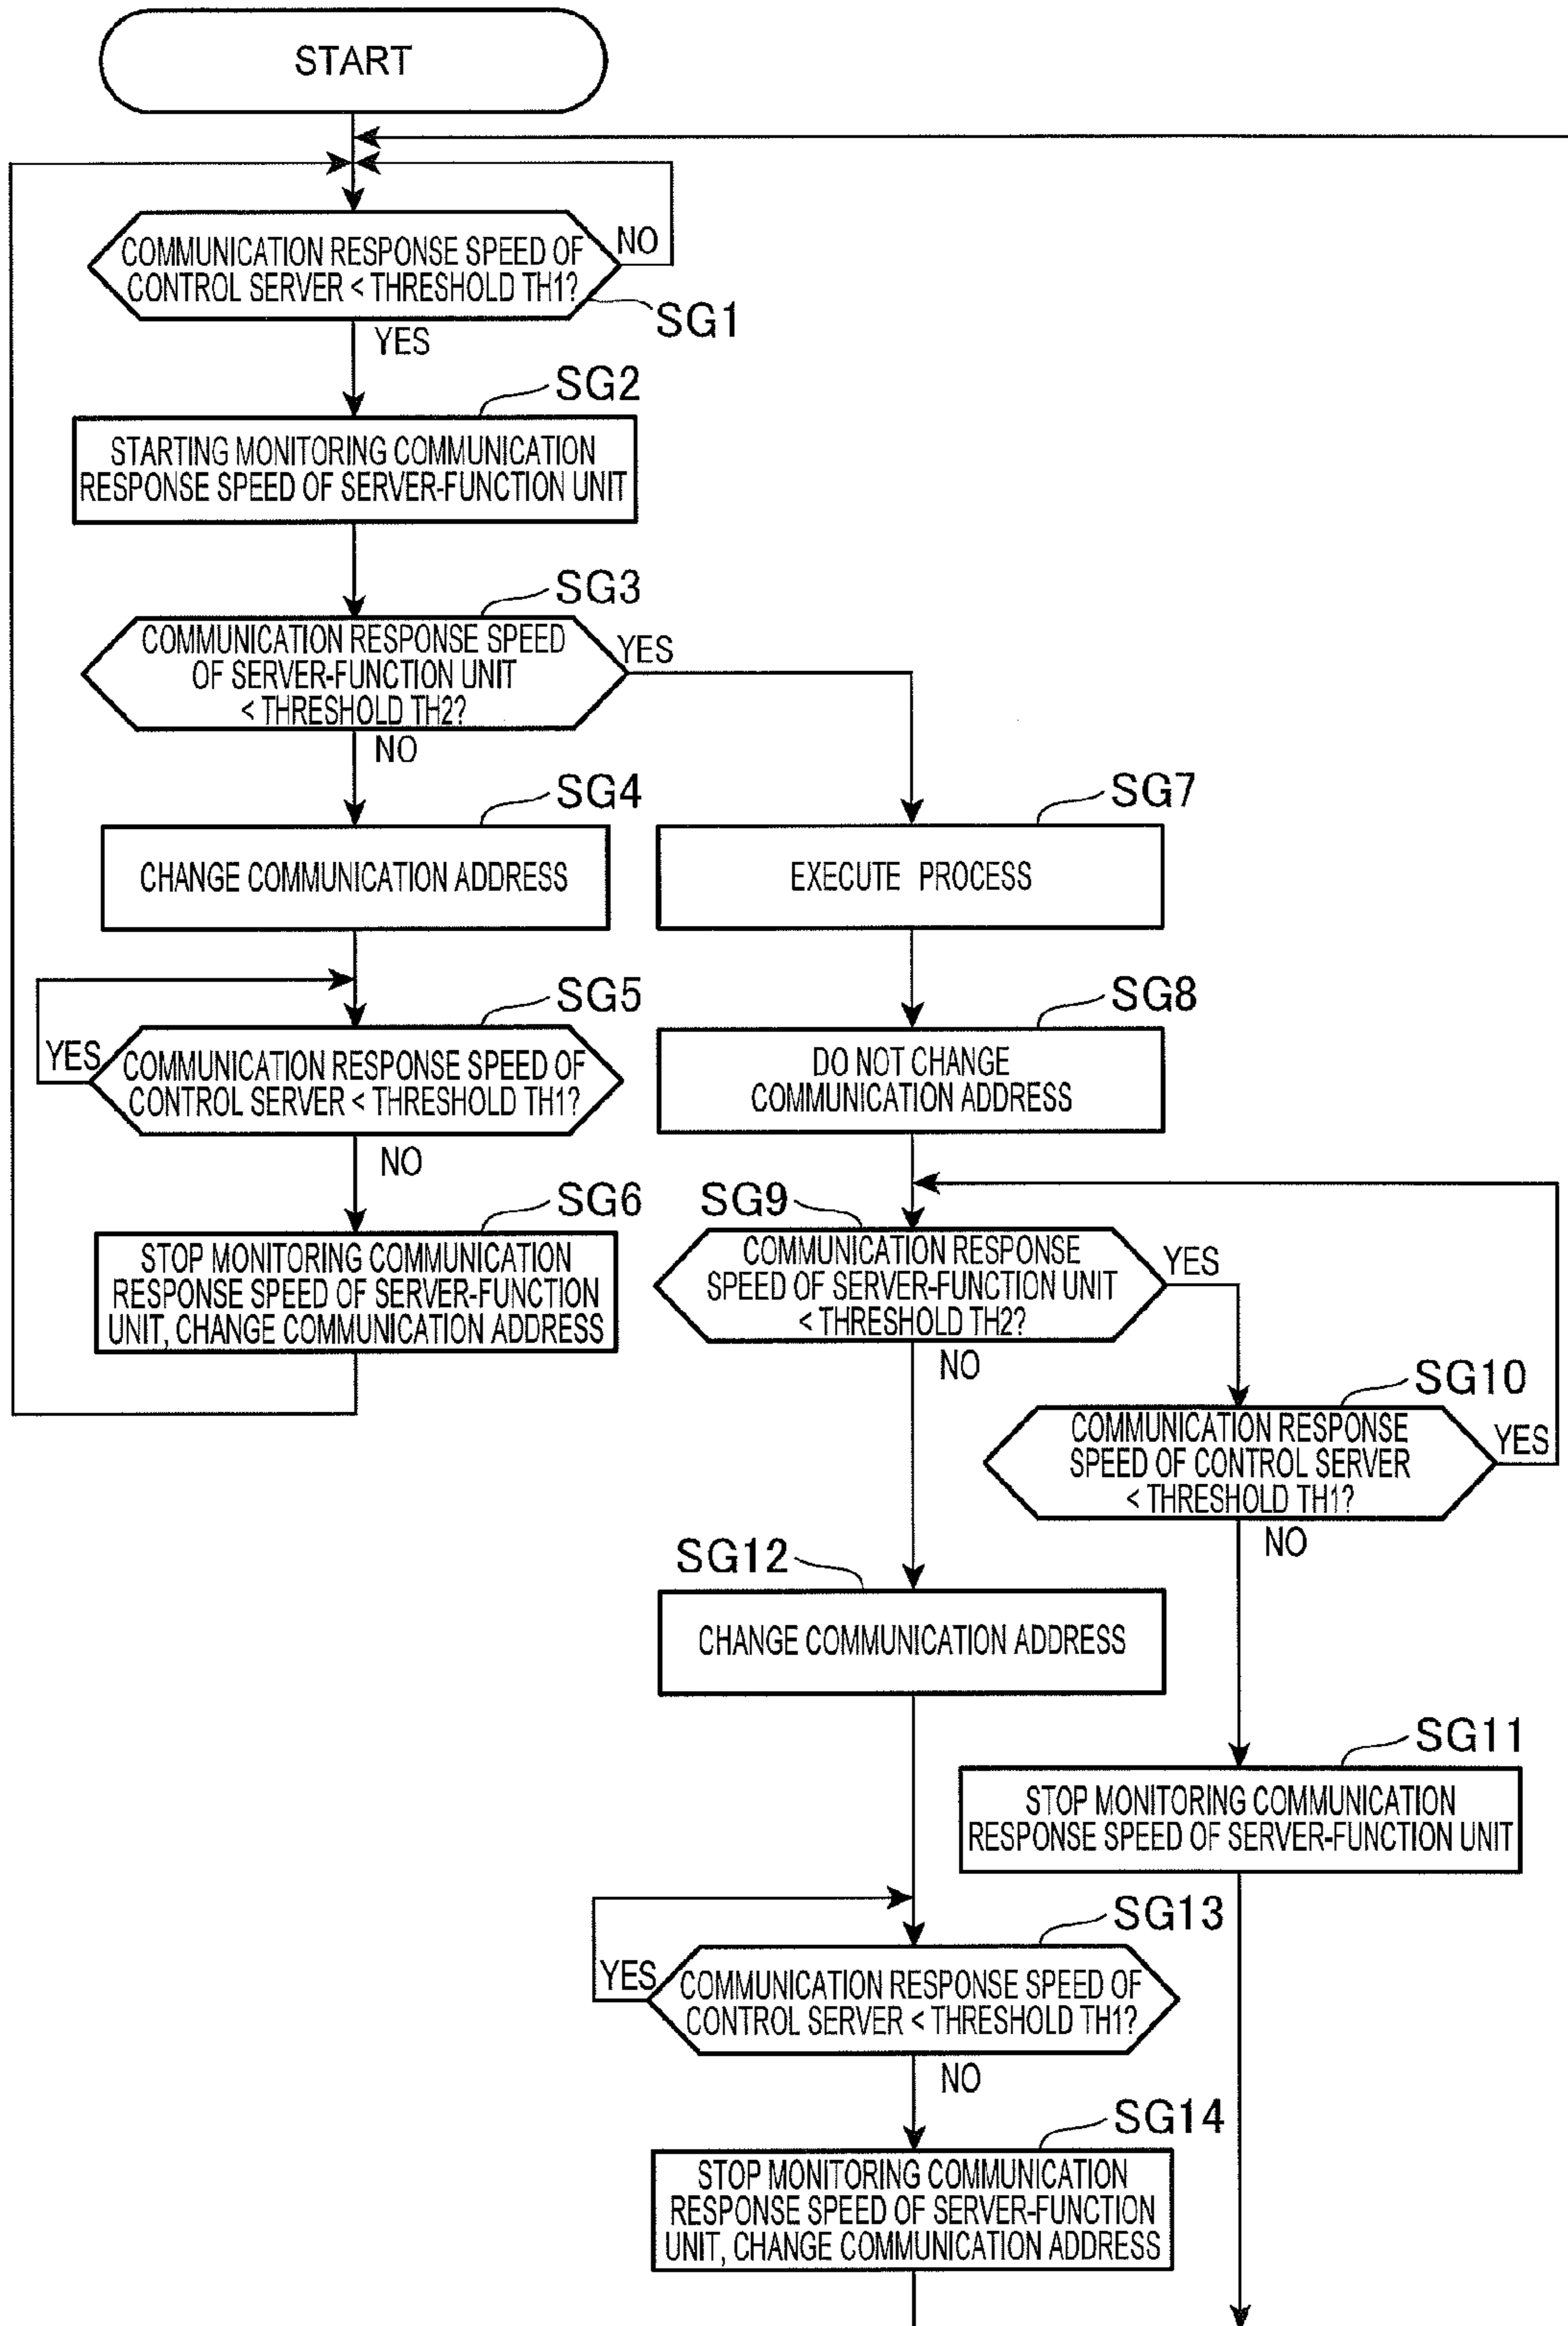 START
COMMUNICATION RESPONSE SPEED OF
CONTROL SERVER < THRESHOLD TH1?
NO
SG1
YES
SG2
STARTING MONITORING COMMUNICATION
RESPONSE SPEED OF SERVER-FUNCTION UNIT
SG3
COMMUNICATION RESPONSE SPEED
OF SERVER-FUNCTION UNIT
< THRESHOLD TH2?
YES
NO
SG4
CHANGE COMMUNICATION ADDRESS
SG7
EXECUTE PROCESS
SG5
YES
COMMUNICATION RESPONSE SPEED OF
CONTROL SERVER < THRESHOLD TH1?
NO
SG8
DO NOT CHANGE
COMMUNICATION ADDRESS
SG6
STOP MONITORING COMMUNICATION
RESPONSE SPEED OF SERVER-FUNCTION
UNIT, CHANGE COMMUNICATION ADDRESS
SG9
COMMUNICATION RESPONSE
SPEED OF SERVER-FUNCTION UNIT
< THRESHOLD TH2?
YES
NO
SG10
COMMUNICATION RESPONSE
SPEED OF CONTROL SERVER
< THRESHOLD TH1?
YES
NO
SG12
CHANGE COMMUNICATION ADDRESS
SG11
STOP MONITORING COMMUNICATION
RESPONSE SPEED OF SERVER-FUNCTION UNIT
SG13
YES
COMMUNICATION RESPONSE SPEED OF
CONTROL SERVER < THRESHOLD TH1?
NO
SG14
STOP MONITORING COMMUNICATION
RESPONSE SPEED OF SERVER-FUNCTION
UNIT, CHANGE COMMUNICATION ADDRESS